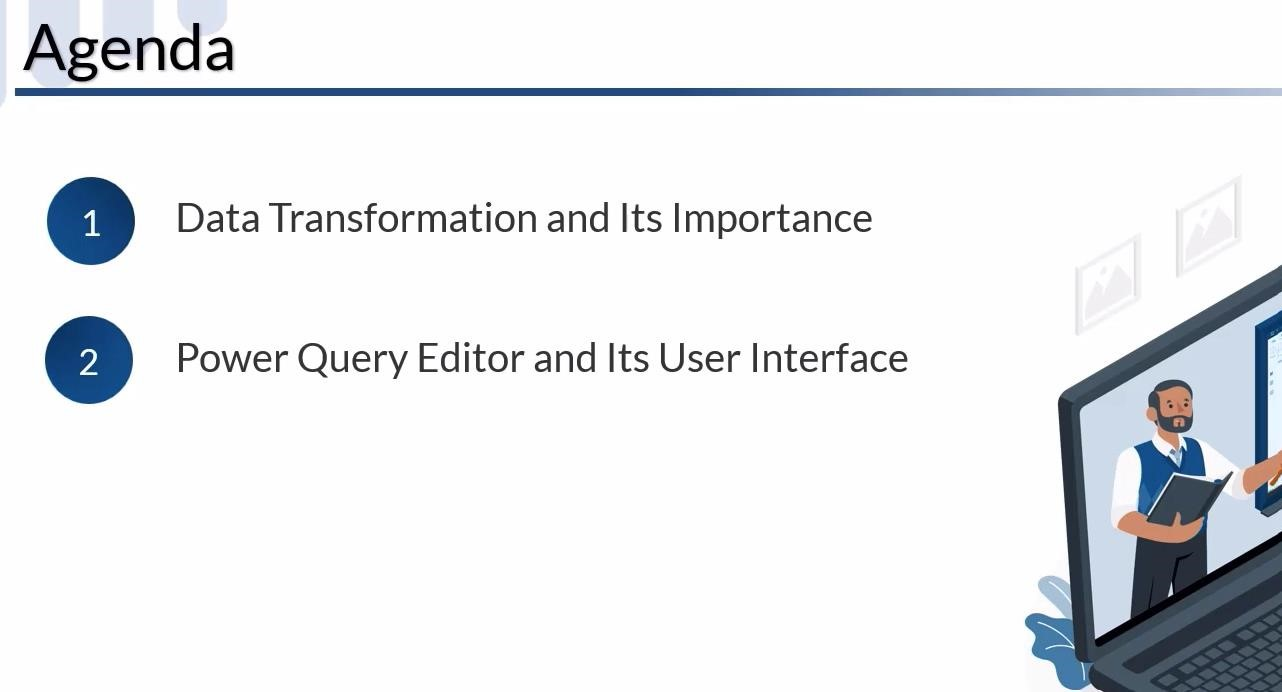 Agenda
1 Data Transformation and Its Importance
2 Power Query Editor and Its User Interface